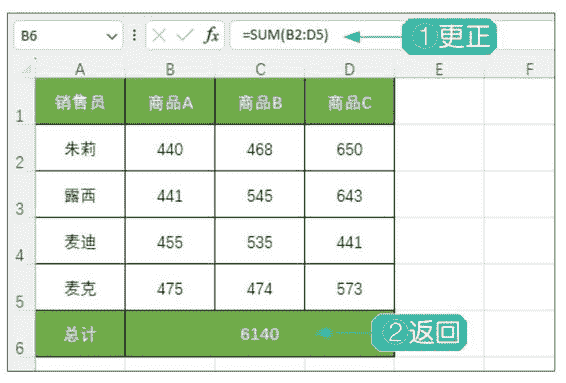 B6 fx =SUM(B2:D5) ①更正
A B C D E F
1 销售员 商品A 商品B 商品C
2 朱莉 440 468 650
3 露西 441 545 643
4 麦迪 455 535 441
5 麦克 475 474 573
6 总计 6140 ②返回